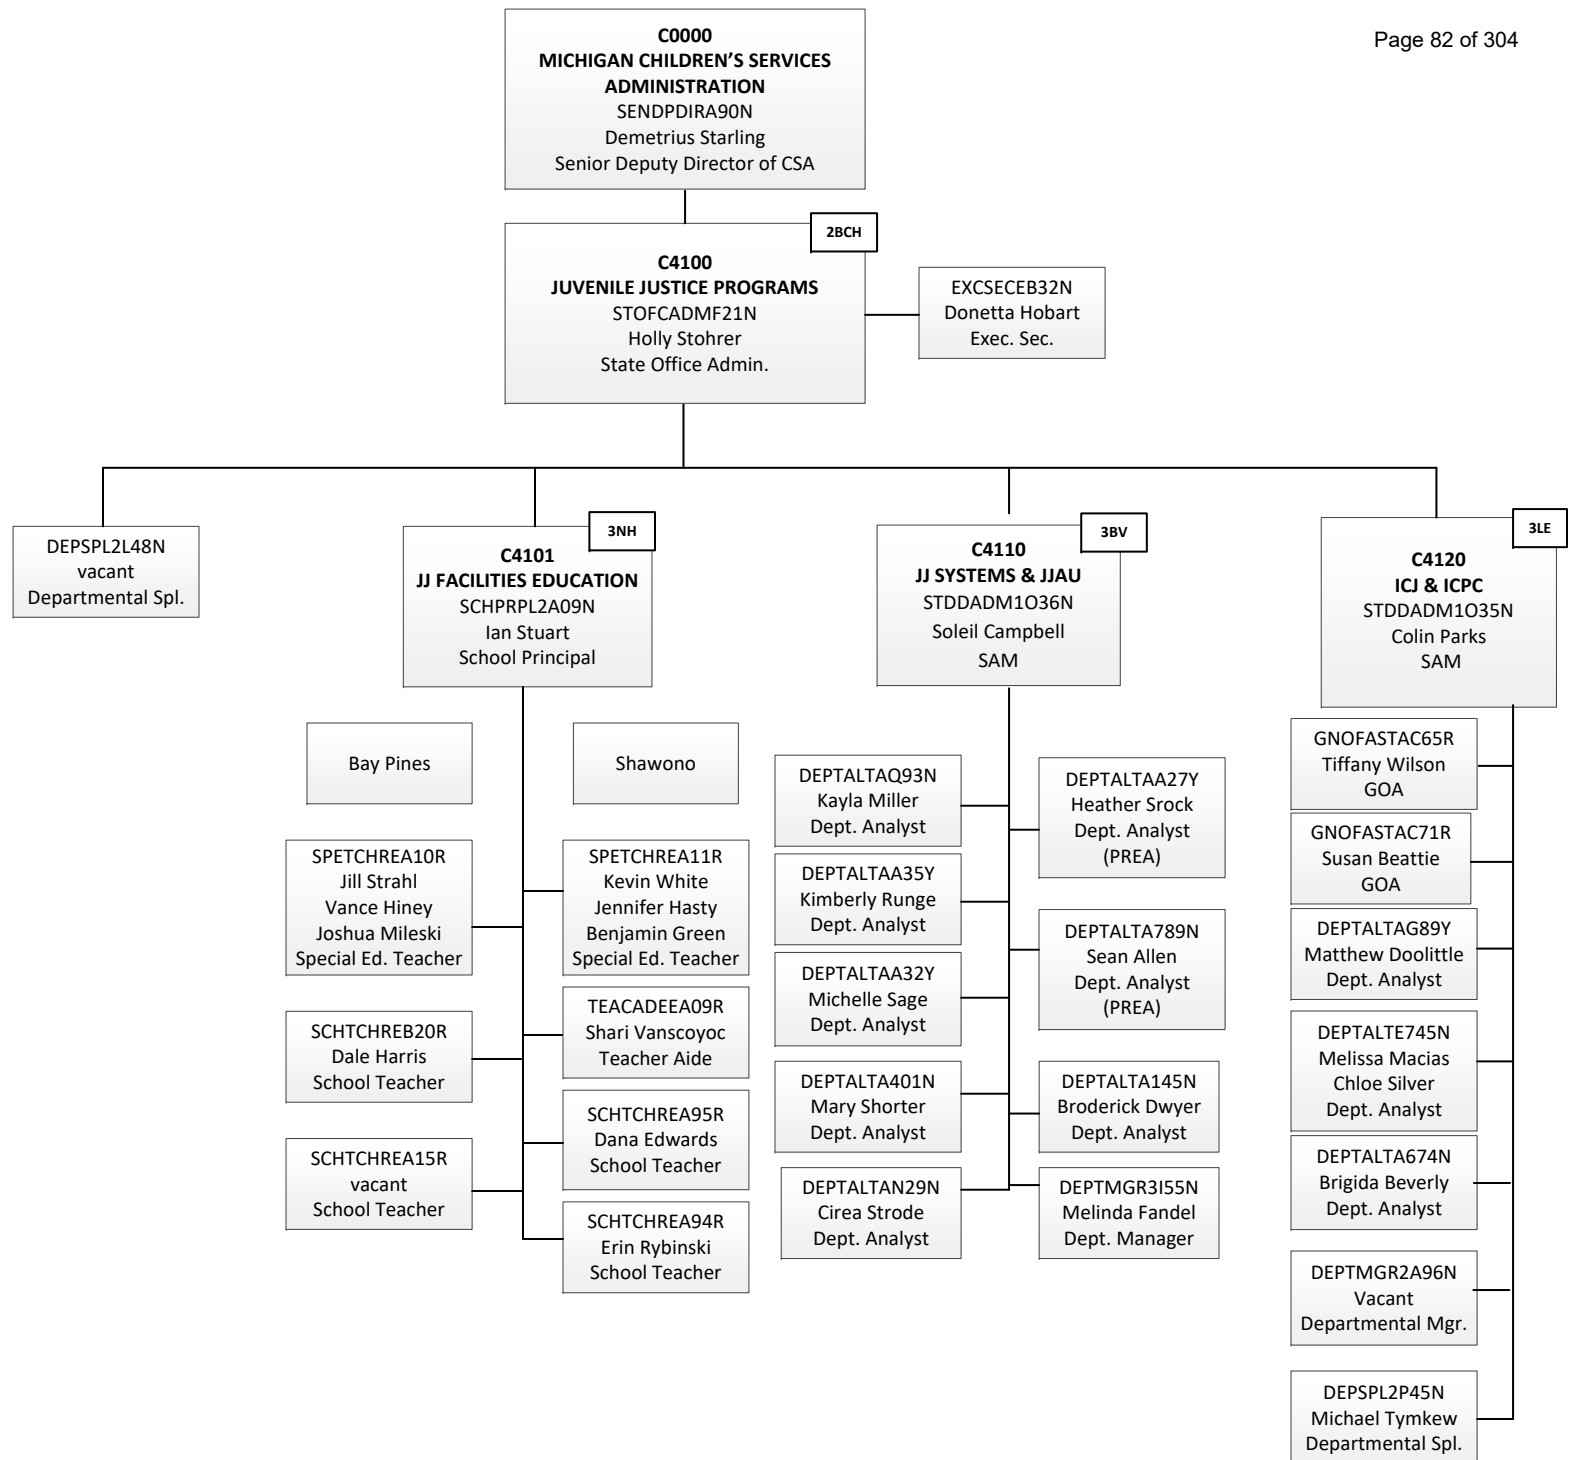 Page 82 of 304
C0000
MICHIGAN CHILDREN’S SERVICES
ADMINISTRATION
SENDPDIRA90N
Demetrius Starling
Senior Deputy Director of CSA
2BCH
C4100
JUVENILE JUSTICE PROGRAMS
STOFCADMF21N
Holly Stohrer
State Office Admin.
EXCSECEB32N
Donetta Hobart
Exec. Sec.
DEPSPL2L48N
vacant
Departmental Spl.
3NH
C4101
JJ FACILITIES EDUCATION
SCHPRPL2A09N
Ian Stuart
School Principal
Bay Pines
SPETCHREA10R
Jill Strahl
Vance Hiney
Joshua Mileski
Special Ed. Teacher
SCHTCHREB20R
Dale Harris
School Teacher
SCHTCHREA15R
vacant
School Teacher
Shawono
SPETCHREA11R
Kevin White
Jennifer Hasty
Benjamin Green
Special Ed. Teacher
TEACADEEA09R
Shari Vanscoyoc
Teacher Aide
SCHTCHREA95R
Dana Edwards
School Teacher
SCHTCHREA94R
Erin Rybinski
School Teacher
3BV
C4110
JJ SYSTEMS & JJAU
STDDADM1O36N
Soleil Campbell
SAM
DEPTALTAQ93N
Kayla Miller
Dept. Analyst
DEPTALTAA35Y
Kimberly Runge
Dept. Analyst
DEPTALTAA32Y
Michelle Sage
Dept. Analyst
DEPTALTA401N
Mary Shorter
Dept. Analyst
DEPTALTAN29N
Cirea Strode
Dept. Analyst
DEPTALTAA27Y
Heather Srock
Dept. Analyst
(PREA)
DEPTALTA789N
Sean Allen
Dept. Analyst
(PREA)
DEPTALTA145N
Broderick Dwyer
Dept. Analyst
DEPTMGR3I55N
Melinda Fandel
Dept. Manager
3LE
C4120
ICJ & ICPC
STDDADM1O35N
Colin Parks
SAM
GNOFASTAC65R
Tiffany Wilson
GOA
GNOFASTAC71R
Susan Beattie
GOA
DEPTALTAG89Y
Matthew Doolittle
Dept. Analyst
DEPTALTE745N
Melissa Macias
Chloe Silver
Dept. Analyst
DEPTALTA674N
Brigida Beverly
Dept. Analyst
DEPTMGR2A96N
Vacant
Departmental Mgr.
DEPSPL2P45N
Michael Tymkew
Departmental Spl.